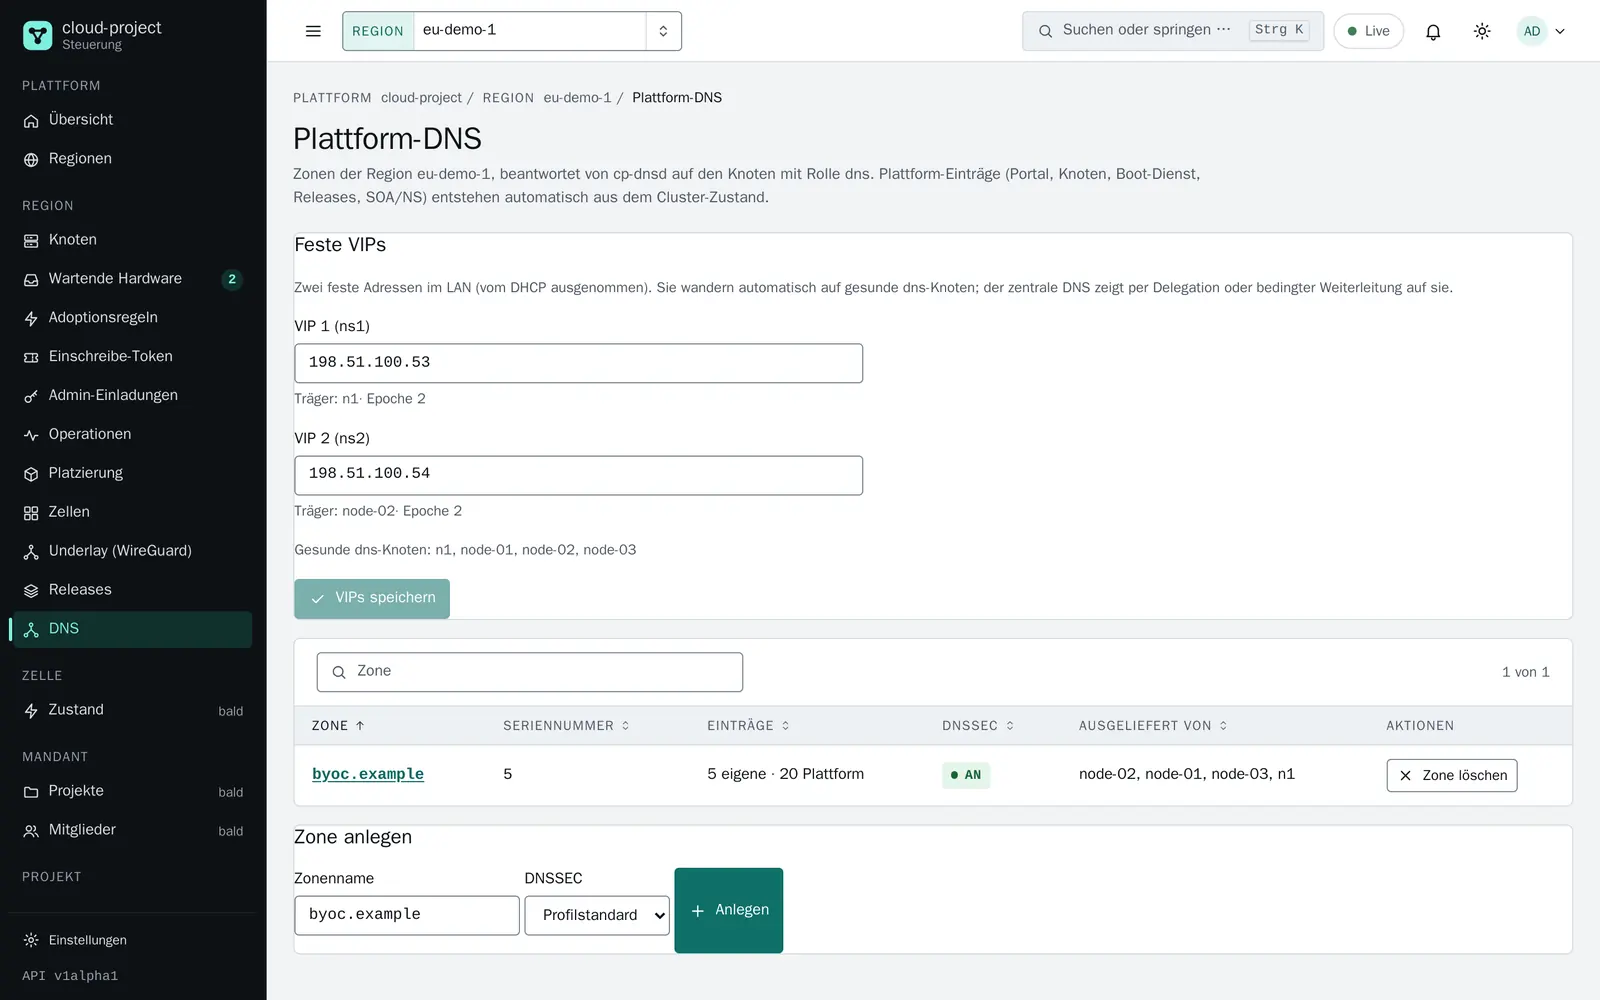 cloud-project
Steuerung
PLATTFORM
Übersicht
Regionen
REGION
Knoten
Wartende Hardware 2
Adoptionsregeln
Einschreibe-Token
Admin-Einladungen
Operationen
Platzierung
Zellen
Underlay (WireGuard)
Releases
DNS
ZELLE
Zustand bald
MANDANT
Projekte bald
Mitglieder bald
PROJEKT
Einstellungen
API v1alpha1
REGION eu-demo-1
Suchen oder springen ··· Strg K
Live
AD
PLATTFORM cloud-project / REGION eu-demo-1 / Plattform-DNS
Plattform-DNS
Zonen der Region eu-demo-1, beantwortet von cp-dnsd auf den Knoten mit Rolle dns. Plattform-Einträge (Portal, Knoten, Boot-Dienst,
Releases, SOA/NS) entstehen automatisch aus dem Cluster-Zustand.
Feste VIPs
Zwei feste Adressen im LAN (vom DHCP ausgenommen). Sie wandern automatisch auf gesunde dns-Knoten; der zentrale DNS zeigt per Delegation oder bedingter Weiterleitung auf sie.
VIP 1 (ns1)
198.51.100.53
Träger: n1· Epoche 2
VIP 2 (ns2)
198.51.100.54
Träger: node-02· Epoche 2
Gesunde dns-Knoten: n1, node-01, node-02, node-03
VIPs speichern
Zone
1 von 1
ZONE SERIENNUMMER EINTRÄGE DNSSEC AUSGELIEFERT VON AKTIONEN
byoc.example 5 5 eigene · 20 Plattform AN node-02, node-01, node-03, n1 Zone löschen
Zone anlegen
Zonenname DNSSEC
byoc.example Profilstandard Anlegen